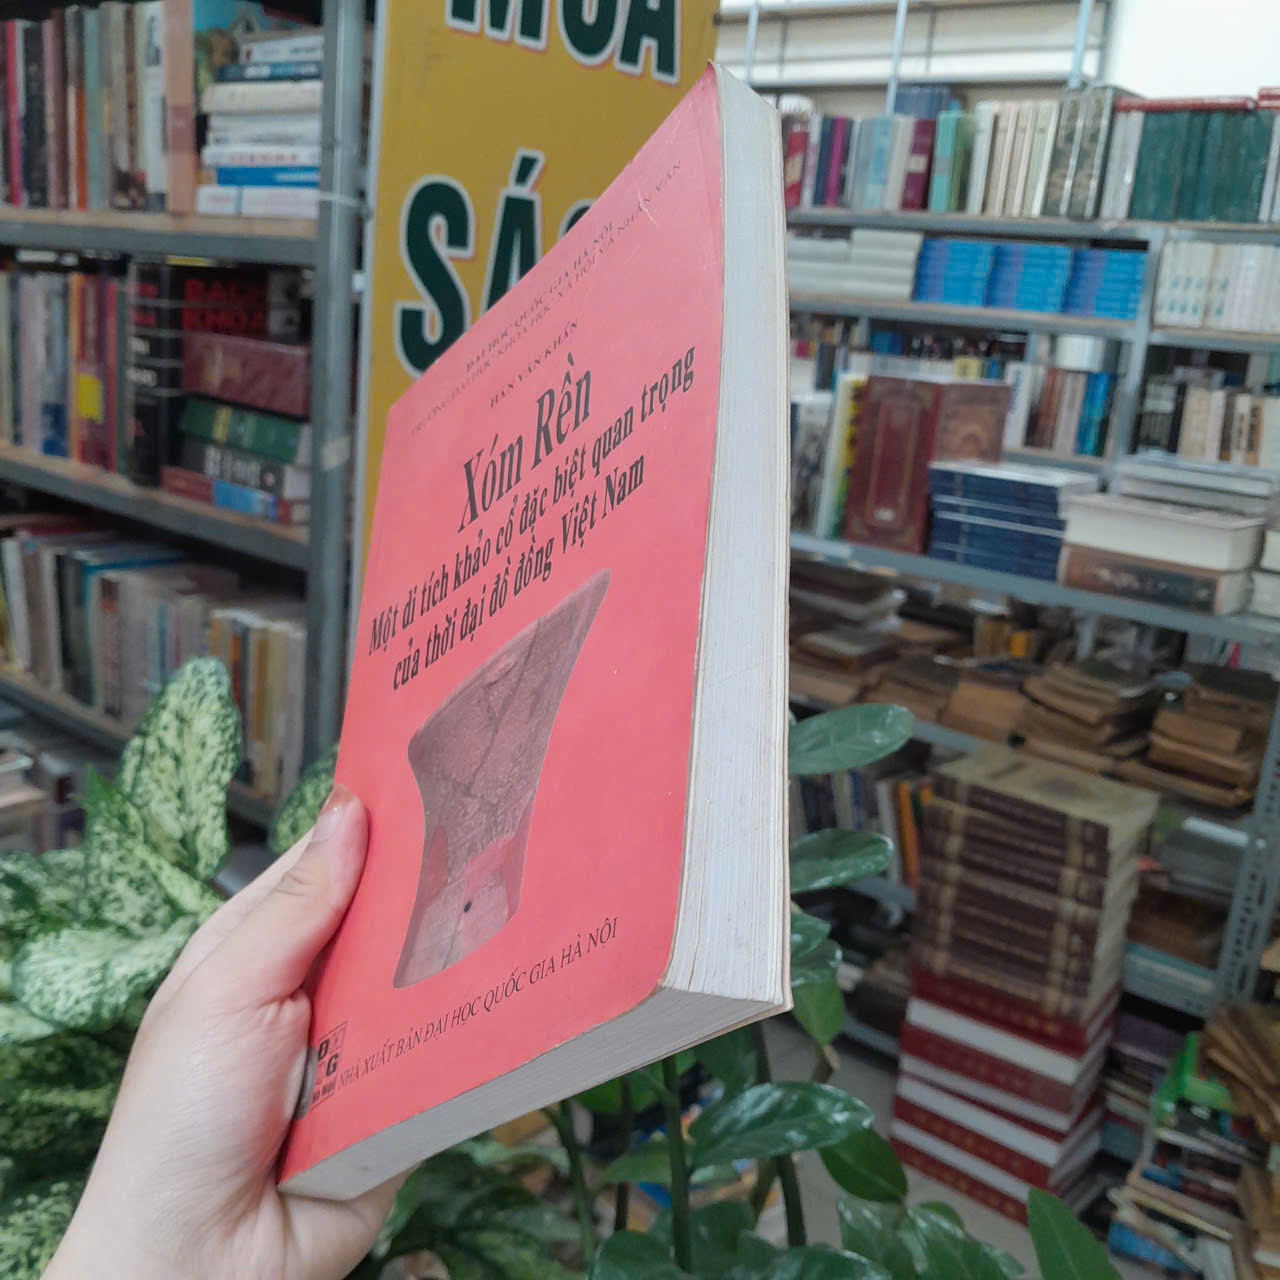 MUA
SÁC
ĐẠI HỌC QUỐC GIA HÀ NỘI
TRƯỜNG ĐẠI HỌC KHOA HỌC XÃ HỘI VÀ NHÂN VĂN
HÁN VĂN KHẨN
Xóm Rền
Một di tích khảo cổ đặc biệt quan trọng
của thời đại đồ đồng Việt Nam
NHÀ XUẤT BẢN ĐẠI HỌC QUỐC GIA HÀ NỘI